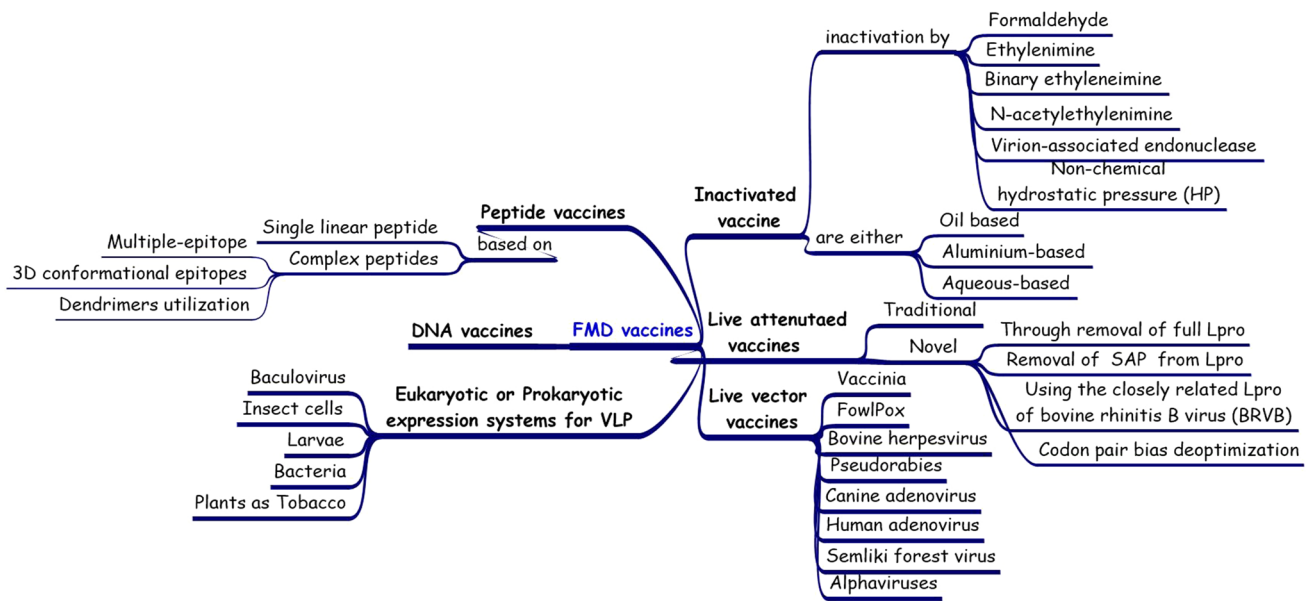 FMD vaccines
Inactivated
vaccine
inactivation by
Formaldehyde
Ethylenimine
Binary ethyleneimine
N-acetylethylenimine
Virion-associated endonuclease
Non-chemical
hydrostatic pressure (HP)
are either
Oil based
Aluminium-based
Aqueous-based
Live attenutaed
vaccines
Traditional
Novel
Through removal of full Lpro
Removal of SAP from Lpro
Using the closely related Lpro
of bovine rhinitis B virus (BRVB)
Codon pair bias deoptimization
Live vector
vaccines
Vaccinia
FowlPox
Bovine herpesvirus
Pseudorabies
Canine adenovirus
Human adenovirus
Semliki forest virus
Alphaviruses
Peptide vaccines
based on
Single linear peptide
Complex peptides
Multiple-epitope
3D conformational epitopes
Dendrimers utilization
DNA vaccines
Eukaryotic or Prokaryotic
expression systems for VLP
Baculovirus
Insect cells
Larvae
Bacteria
Plants as Tobacco